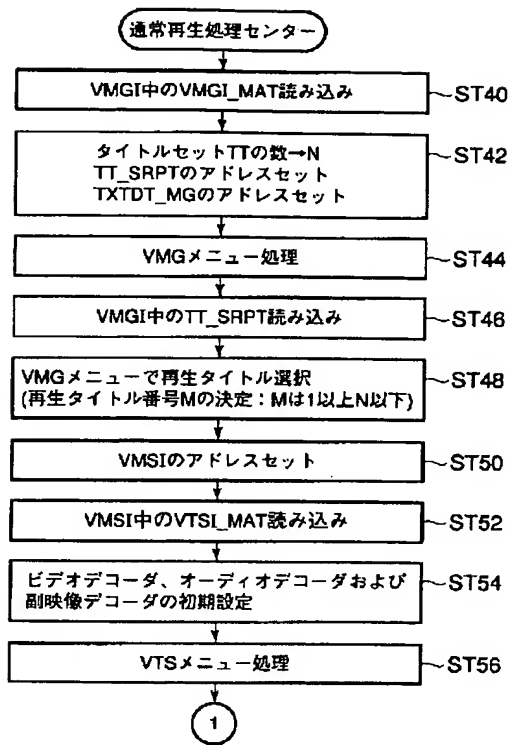 通常再生処理センター
VMGI中のVMGI_MAT読み込み
ST40
タイトルセットTTの数→N
TT_SRPTのアドレスセット
TXTDT_MGのアドレスセット
ST42
VMGメニュー処理
ST44
VMGI中のTT_SRPT読み込み
ST46
VMGメニューで再生タイトル選択
(再生タイトル番号Mの決定：Mは1以上N以下)
ST48
VMSIのアドレスセット
ST50
VMSI中のVTSI_MAT読み込み
ST52
ビデオデコーダ、オーディオデコーダおよび
副映像デコーダの初期設定
ST54
VTSメニュー処理
ST56
1